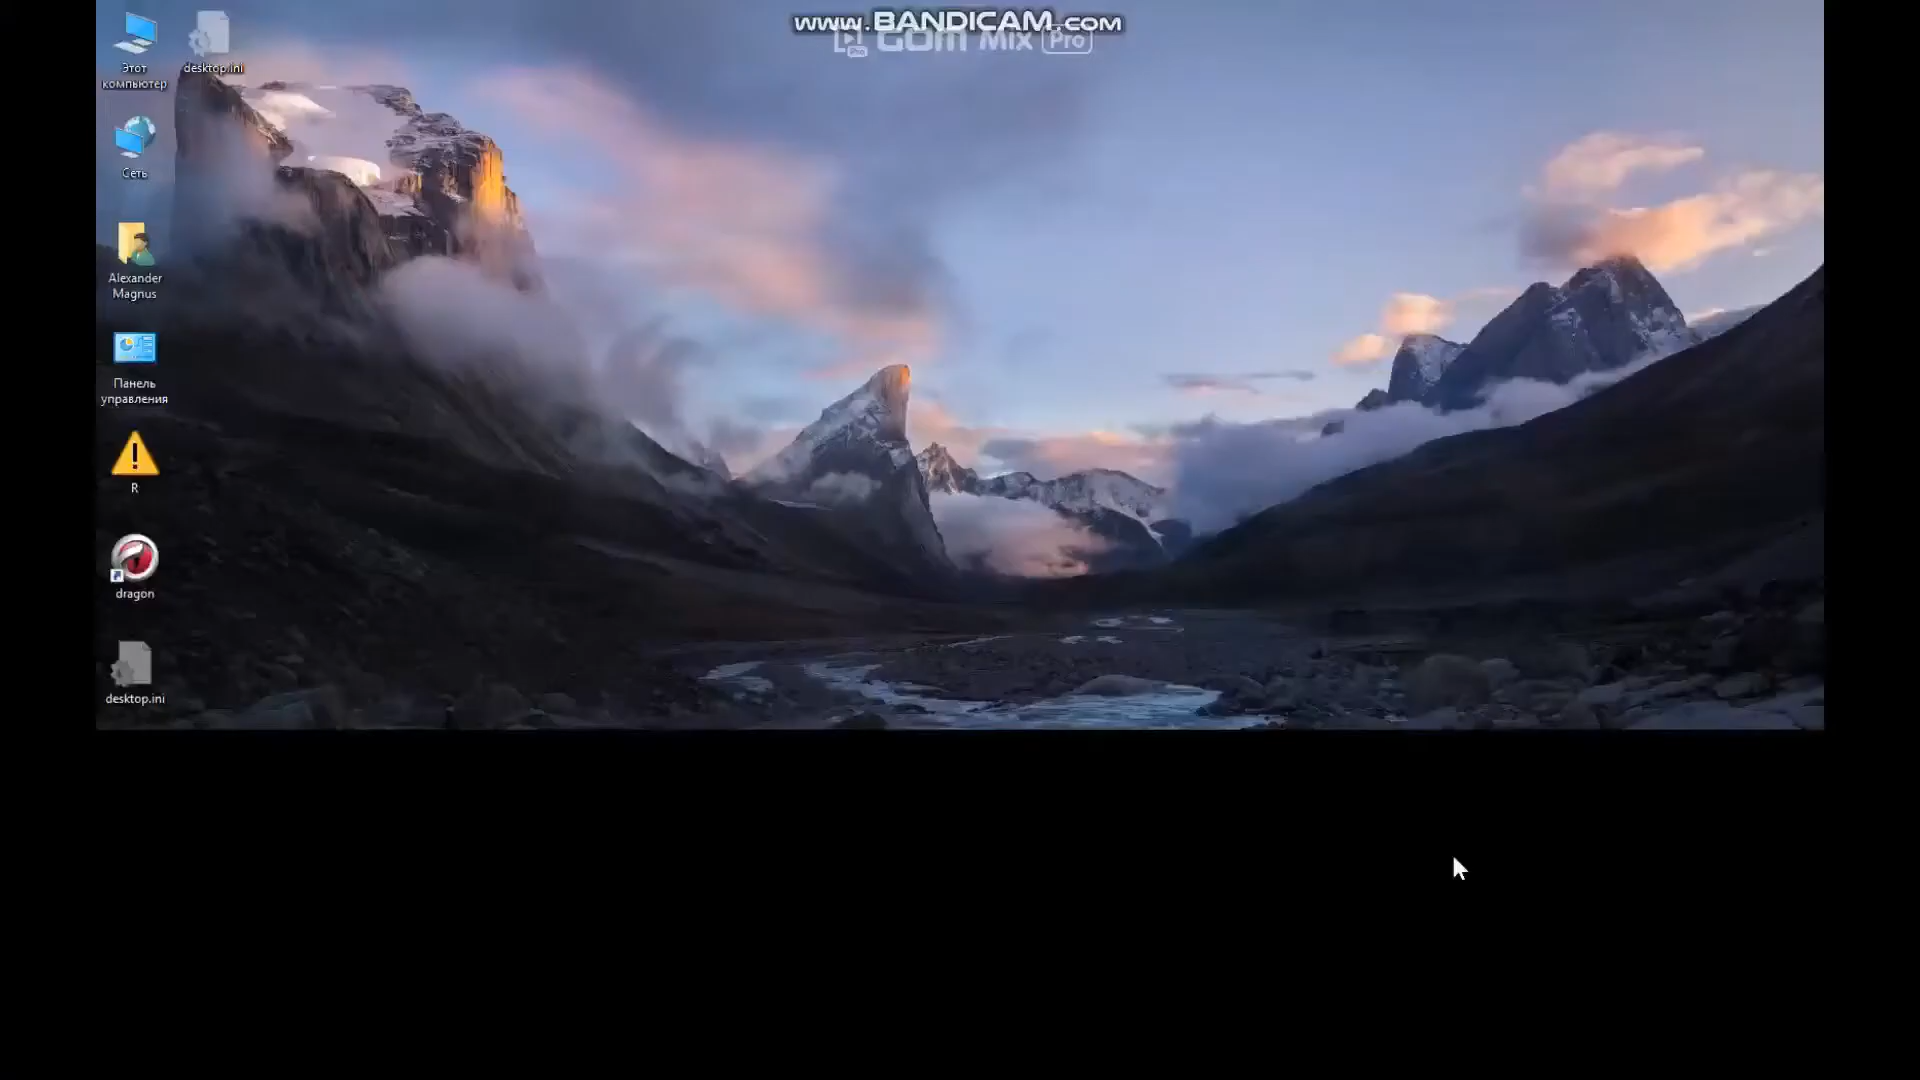 www.BANDICAM.com
GOM Mix Pro
Этот
компьютер
desktop.ini
Сеть
Alexander
Magnus
Панель
управления
R
dragon
desktop.ini